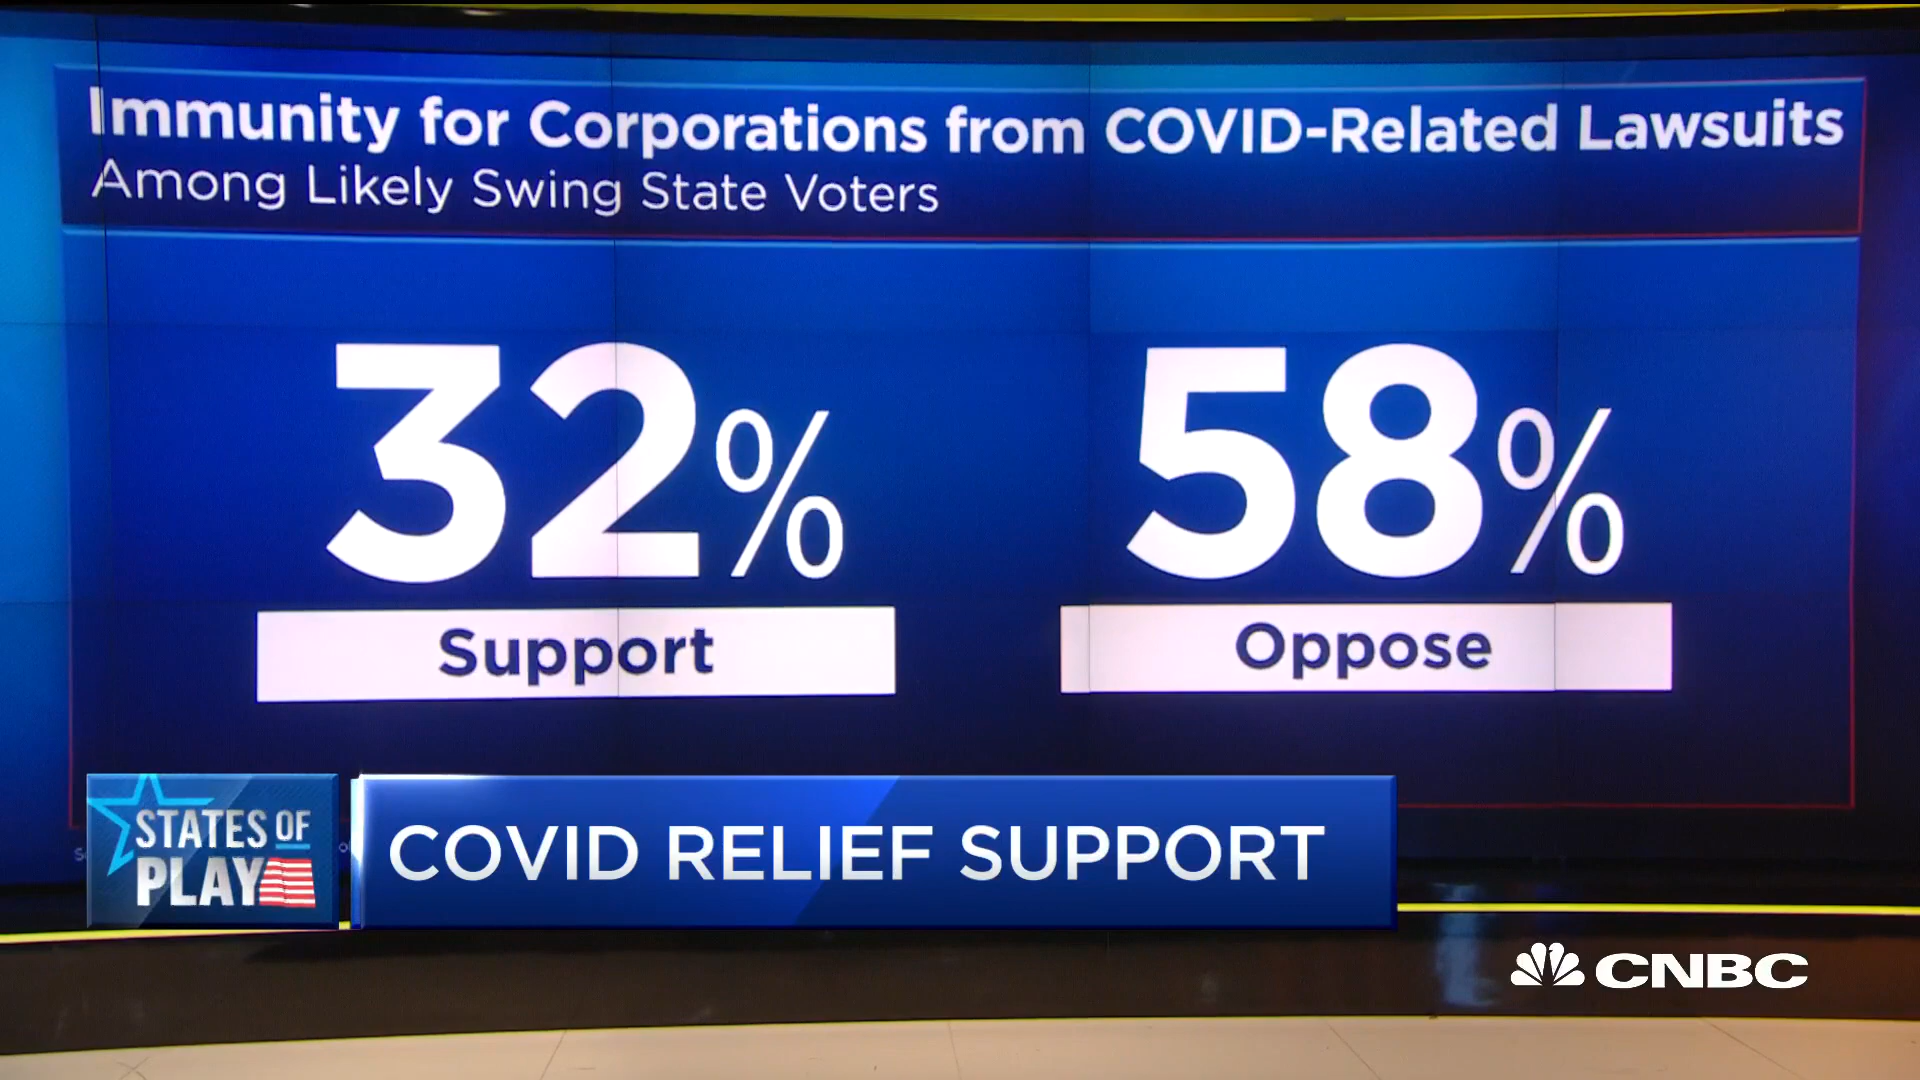 Immunity for Corporations from COVID-Related Lawsuits
Among Likely Swing State Voters
32%
58%
Support
Oppose
STATES OF
PLAY
COVID RELIEF SUPPORT
CNBC